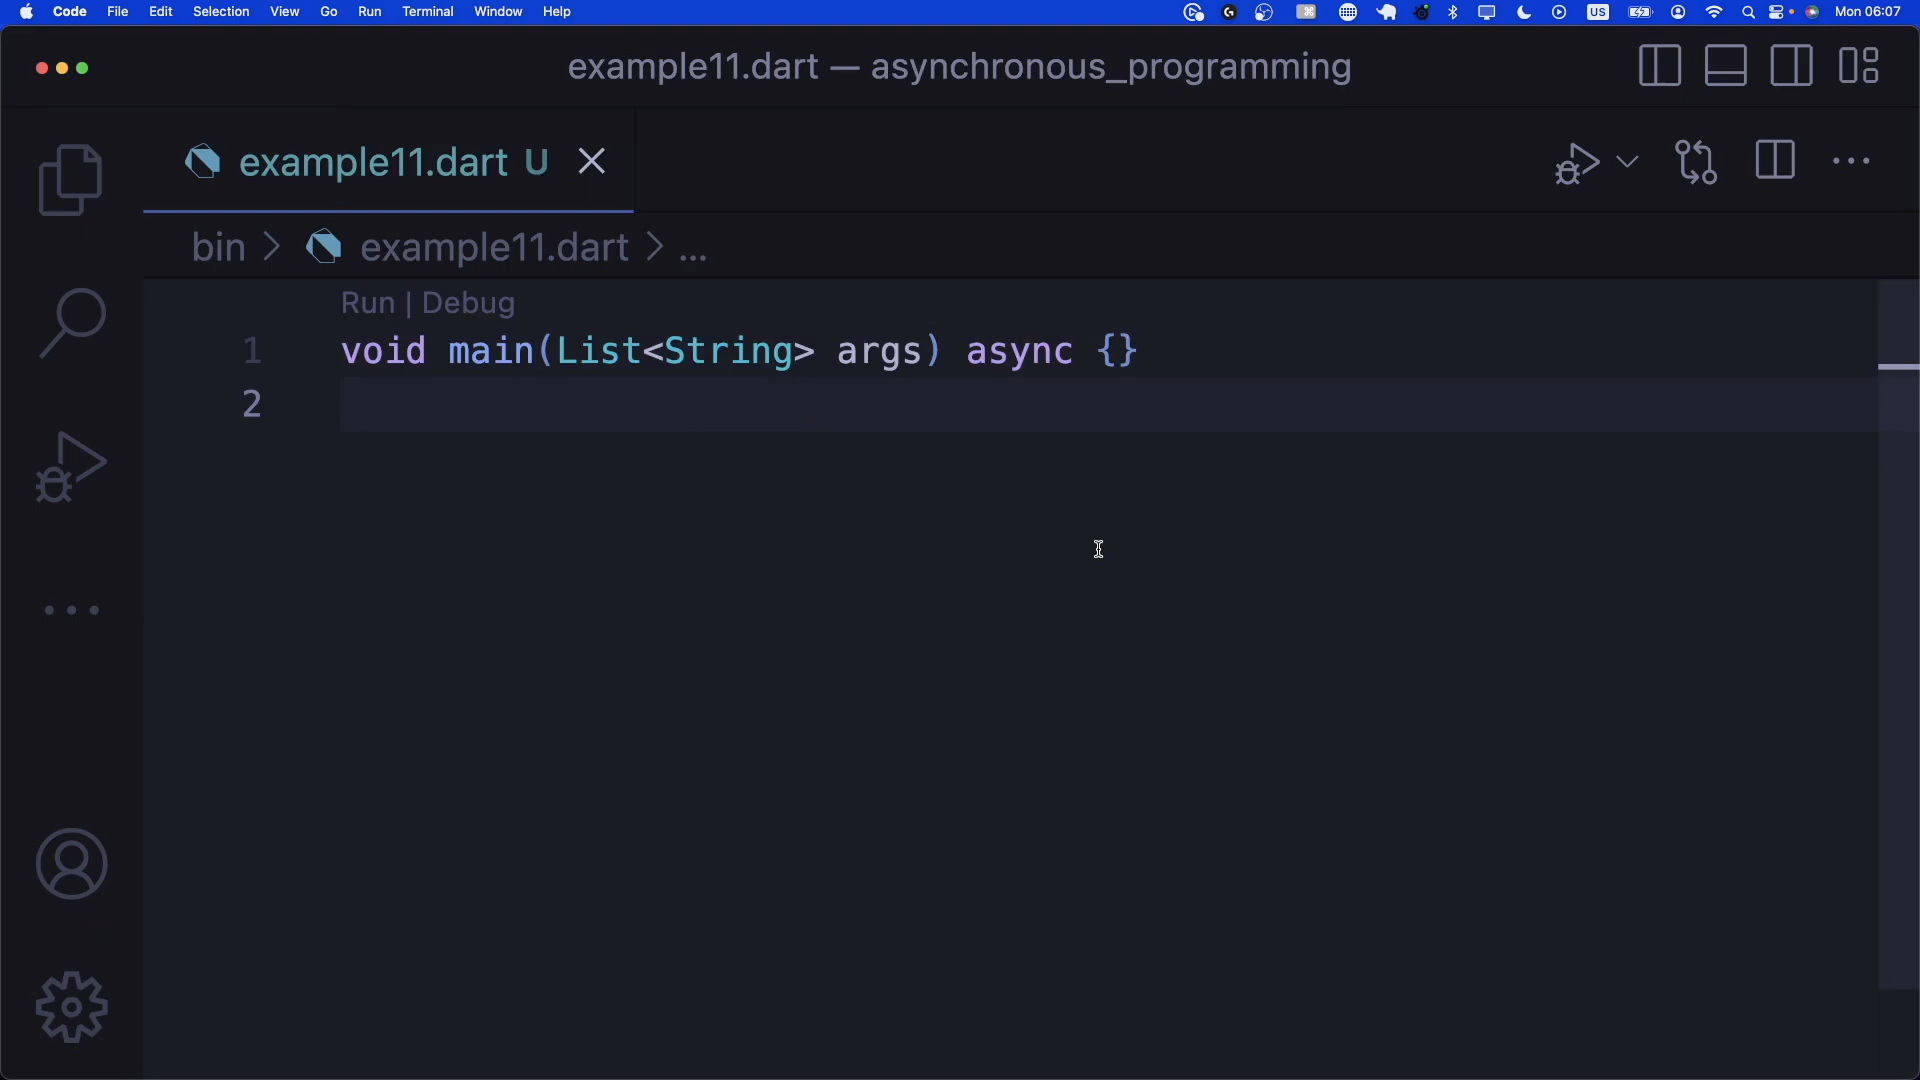 Code File Edit Selection View Go Run Terminal Window Help US Mon 06:07
example11.dart — asynchronous_programming
example11.dart U
bin > example11.dart > ...
Run | Debug
1 void main(List<String> args) async {}
2